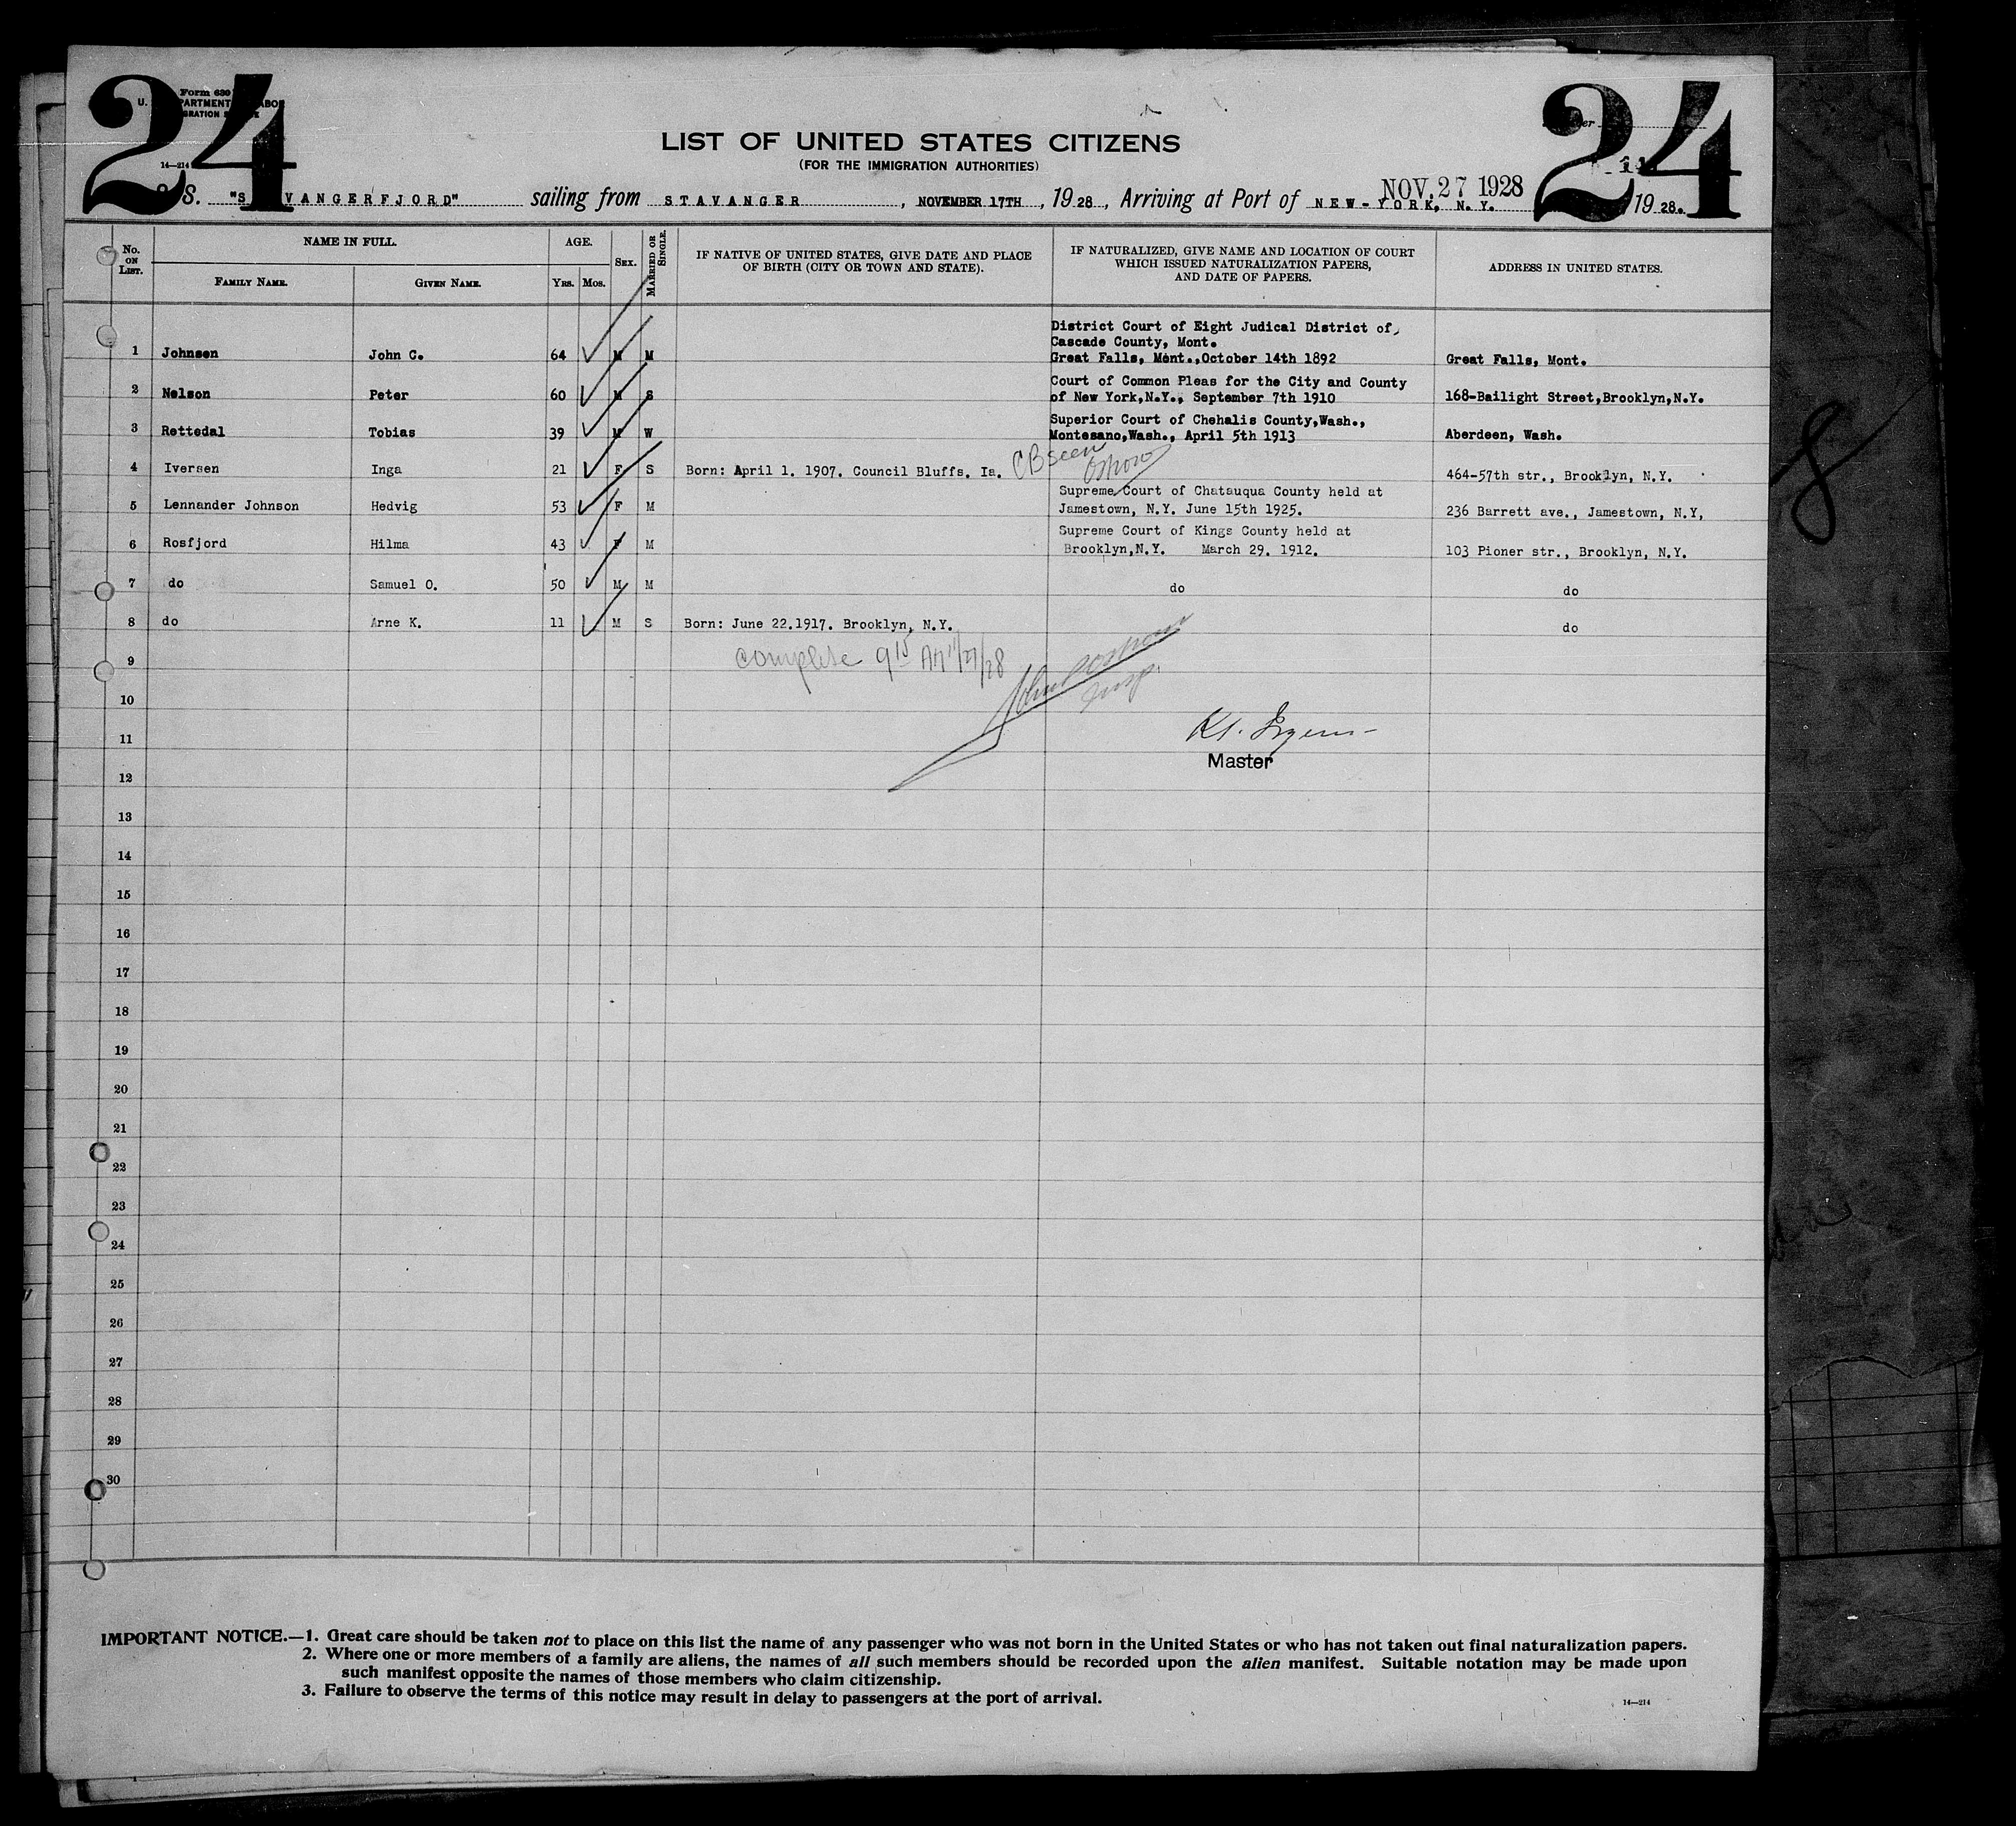 24
24
Form 630
LIST OF UNITED STATES CITIZENS
(FOR THE IMMIGRATION AUTHORITIES)
14—214
S. "S VANGERFJORD" sailing from STAVANGER, NOVEMBER 17TH, 1928, Arriving at Port of NEW-YORK, N.Y. NOV. 27 1928 1928.
No. ON LIST. NAME IN FULL. AGE. SEX. MARRIED OR SINGLE. IF NATIVE OF UNITED STATES, GIVE DATE AND PLACE OF BIRTH (CITY OR TOWN AND STATE). IF NATURALIZED, GIVE NAME AND LOCATION OF COURT WHICH ISSUED NATURALIZATION PAPERS, AND DATE OF PAPERS. ADDRESS IN UNITED STATES.
FAMILY NAME. GIVEN NAME. YRS. MOS.
District Court of Eight Judical District of,
Cascade County, Mont.
1 Johnsen John C. 64 M M Great Falls, Mont.,October 14th 1892 Great Falls, Mont.
Court of Common Pleas for the City and County
2 Nelson Peter 60 M S of New York,N.Y., September 7th 1910 168-Bailight Street,Brooklyn,N.Y.
Superior Court of Chehalis County,Wash.,
3 Rettedal Tobias 39 M W Montesano,Wash., April 5th 1913 Aberdeen, Wash.
4 Iversen Inga 21 F S Born: April 1. 1907. Council Bluffs. Ia. CB seen 464-57th str., Brooklyn, N.Y.
Supreme Court of Chatauqua County held at
5 Lennander Johnson Hedvig 53 F M Jamestown, N.Y. June 15th 1925. 236 Barrett ave., Jamestown, N.Y,
Supreme Court of Kings County held at
6 Rosfjord Hilma 43 F M Brooklyn,N.Y. March 29. 1912. 103 Pioner str., Brooklyn, N.Y.
7 do Samuel O. 50 M M do do
8 do Arne K. 11 M S Born: June 22.1917. Brooklyn, N.Y. do
9
complete 9 15 AM 11/27/28
Insp.
10
11
Master
12
13
14
15
16
17
18
19
20
21
22
23
24
25
26
27
28
29
30
IMPORTANT NOTICE.—1. Great care should be taken not to place on this list the name of any passenger who was not born in the United States or who has not taken out final naturalization papers.
2. Where one or more members of a family are aliens, the names of all such members should be recorded upon the alien manifest. Suitable notation may be made upon
such manifest opposite the names of those members who claim citizenship.
3. Failure to observe the terms of this notice may result in delay to passengers at the port of arrival.
14—214